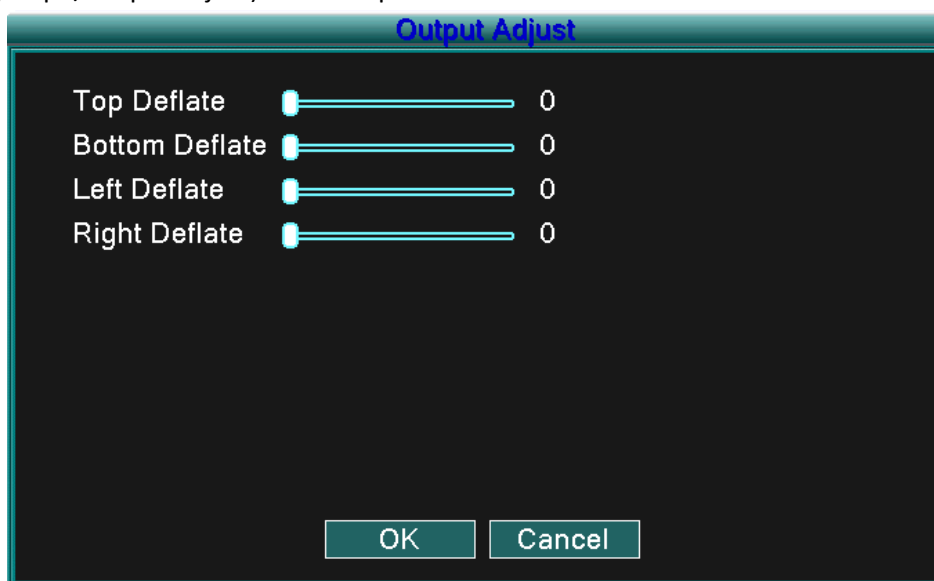 Output Adjust
Top Deflate 0
Bottom Deflate 0
Left Deflate 0
Right Deflate 0
OK Cancel